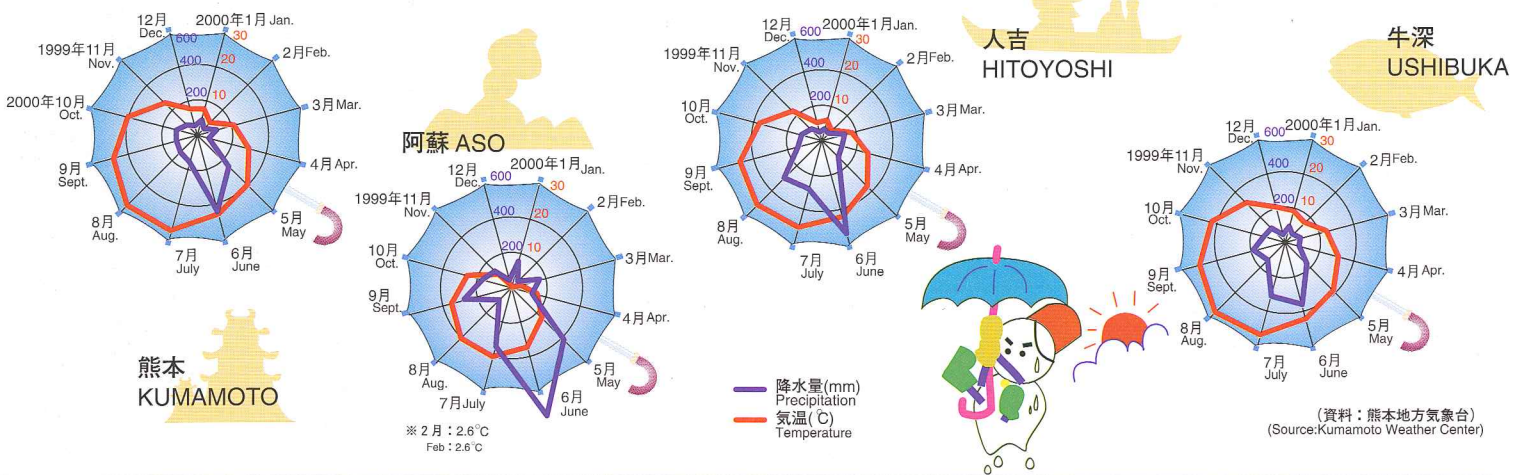 12月
Dec.
2000年1月 Jan.
2月Feb.
3月Mar.
4月Apr.
5月
May
6月
June
7月
July
8月
Aug.
9月
Sept.
2000年10月
Oct.
1999年11月
Nov.
600
400
200
30
20
10
熊本
KUMAMOTO
阿蘇 ASO
12月
Dec.
2000年1月
Jan.
2月Feb.
3月Mar.
4月Apr.
5月
May
6月
June
7月July
8月
Aug.
9月
Sept.
10月
Oct.
1999年11月
Nov.
600
400
200
30
20
10
※2月：2.6℃
Feb：2.6℃
12月
Dec.
2000年1月Jan.
2月Feb.
3月Mar.
4月Apr.
5月
May
6月
June
7月
July
8月
Aug.
9月
Sept.
10月
Oct.
1999年11月
Nov.
600
400
200
30
20
10
人吉
HITOYOSHI
降水量(mm)
Precipitation
気温(℃)
Temperature
牛深
USHIBUKA
12月
Dec.
2000年1月Jan.
2月Feb.
3月Mar.
4月Apr.
5月
May
6月
June
7月
July
8月
Aug.
9月
Sept.
10月
Oct.
1999年11月
Nov.
600
400
200
30
20
10
（資料：熊本地方気象台）
(Source:Kumamoto Weather Center)